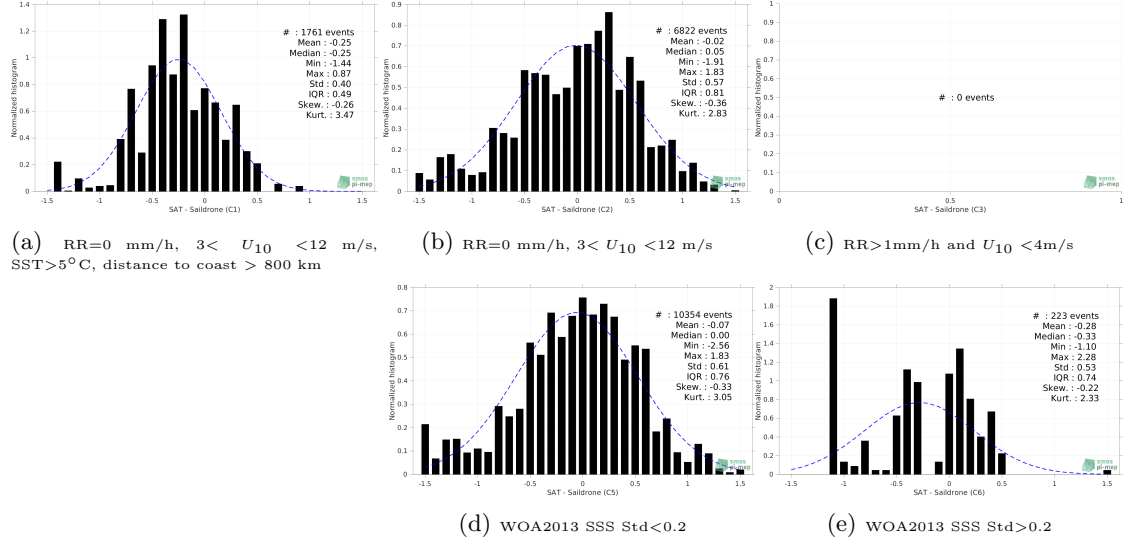 1.4
1.2
1
0.8
0.6
0.4
0.2
0
Normalized histogram
-1.5 -1 -0.5 0 0.5 1 1.5
SAT - Saildrone (C1)
# : 1761 events
Mean : -0.25
Median : -0.25
Min : -1.44
Max : 0.87
Std : 0.40
IQR : 0.49
Skew. : -0.26
Kurt. : 3.47
smos
pi-mep
0.9
0.8
0.7
0.6
0.5
0.4
0.3
0.2
0.1
0
Normalized histogram
-1.5 -1 -0.5 0 0.5 1 1.5
SAT - Saildrone (C2)
# : 6822 events
Mean : -0.02
Median : 0.05
Min : -1.91
Max : 1.83
Std : 0.57
IQR : 0.81
Skew. : -0.36
Kurt. : 2.83
smos
pi-mep
1
0.9
0.8
0.7
0.6
0.5
0.4
0.3
0.2
0.1
0
Normalized histogram
0 0.5 1
SAT - Saildrone (C3)
# : 0 events
smos
pi-mep
(a) RR=0 mm/h, 3< U10 <12 m/s,
SST>5°C, distance to coast > 800 km
(b) RR=0 mm/h, 3< U10 <12 m/s
(c) RR>1mm/h and U10 <4m/s
0.8
0.7
0.6
0.5
0.4
0.3
0.2
0.1
0
Normalized histogram
-1.5 -1 -0.5 0 0.5 1 1.5
SAT - Saildrone (C5)
# : 10354 events
Mean : -0.07
Median : 0.00
Min : -2.56
Max : 1.83
Std : 0.61
IQR : 0.76
Skew. : -0.33
Kurt. : 3.05
smos
pi-mep
2
1.8
1.6
1.4
1.2
1
0.8
0.6
0.4
0.2
0
Normalized histogram
-1.5 -1 -0.5 0 0.5 1 1.5
SAT - Saildrone (C6)
# : 223 events
Mean : -0.28
Median : -0.33
Min : -1.10
Max : 2.28
Std : 0.53
IQR : 0.74
Skew. : -0.22
Kurt. : 2.33
smos
pi-mep
(d) WOA2013 SSS Std<0.2
(e) WOA2013 SSS Std>0.2